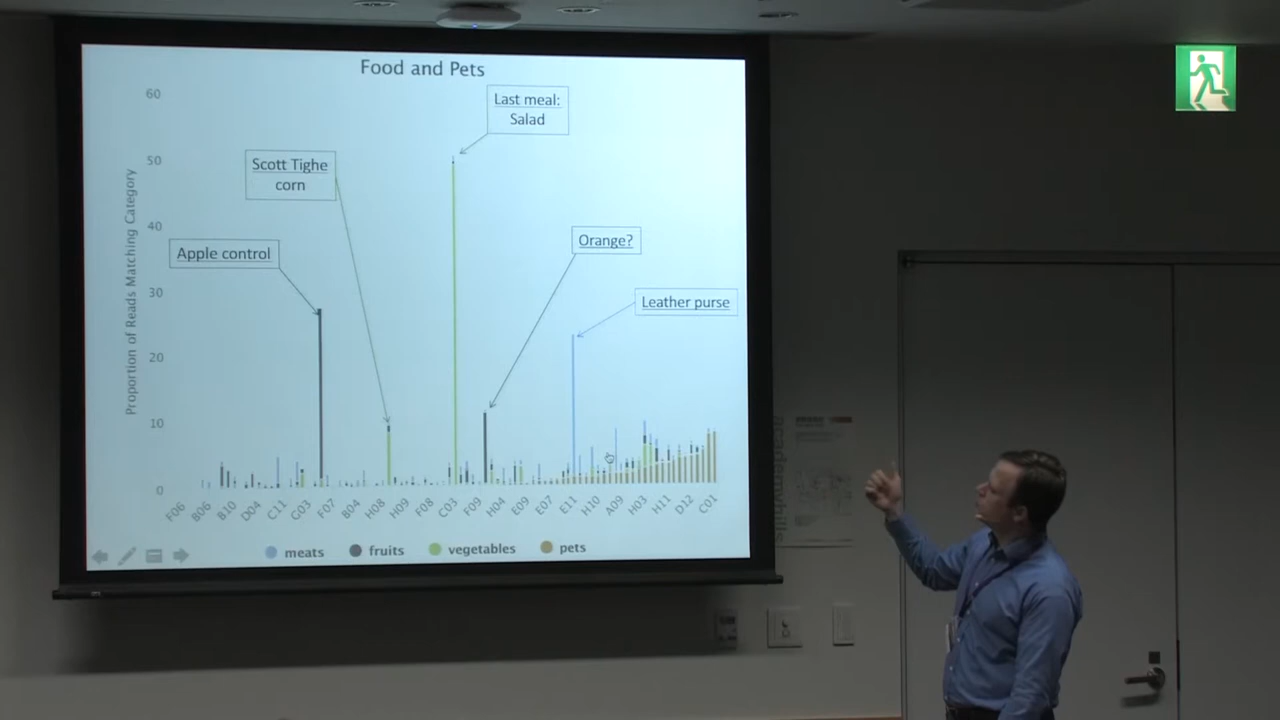 Food and Pets
60
50
40
30
20
10
0
Proportion of Reads Matching Category
Last meal:
Salad
Scott Tighe
corn
Apple control
Orange?
Leather purse
F06
B06
B10
D04
C11
G03
F07
B04
H08
H09
F08
C03
F09
H04
E09
E07
E11
H10
A09
H03
H11
D12
C01
meats
fruits
vegetables
pets
academyhills